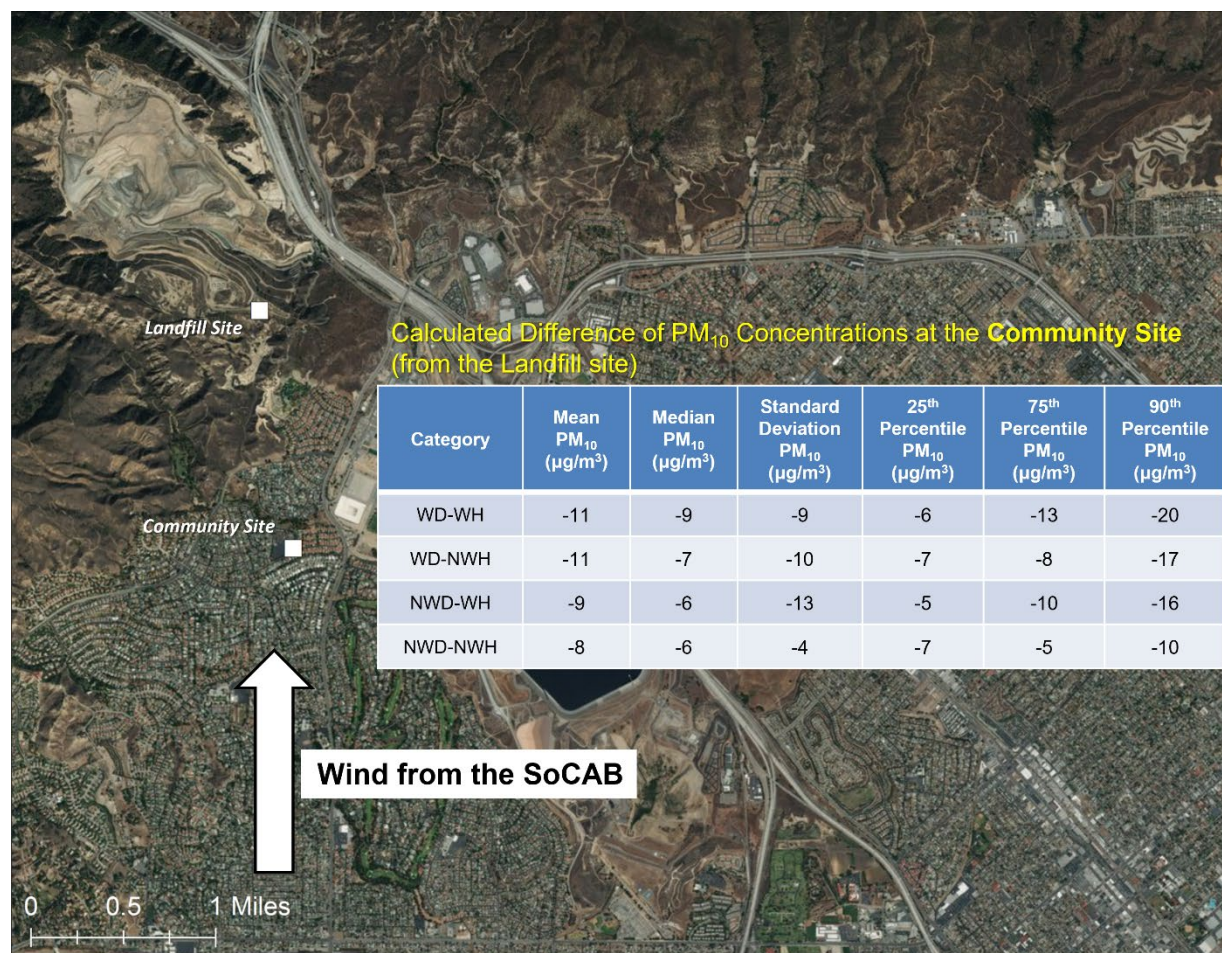 Landfill Site
Calculated Difference of PM₁₀ Concentrations at the Community Site
(from the Landfill site)
Category
Mean
PM₁₀
(µg/m³)
Median
PM₁₀
(µg/m³)
Standard
Deviation
PM₁₀
(µg/m³)
25th
Percentile
PM₁₀
(µg/m³)
75th
Percentile
PM₁₀
(µg/m³)
90th
Percentile
PM₁₀
(µg/m³)
WD-WH -11 -9 -9 -6 -13 -20
WD-NWH -11 -7 -10 -7 -8 -17
NWD-WH -9 -6 -13 -5 -10 -16
NWD-NWH -8 -6 -4 -7 -5 -10
Community Site
Wind from the SoCAB
0 0.5 1 Miles